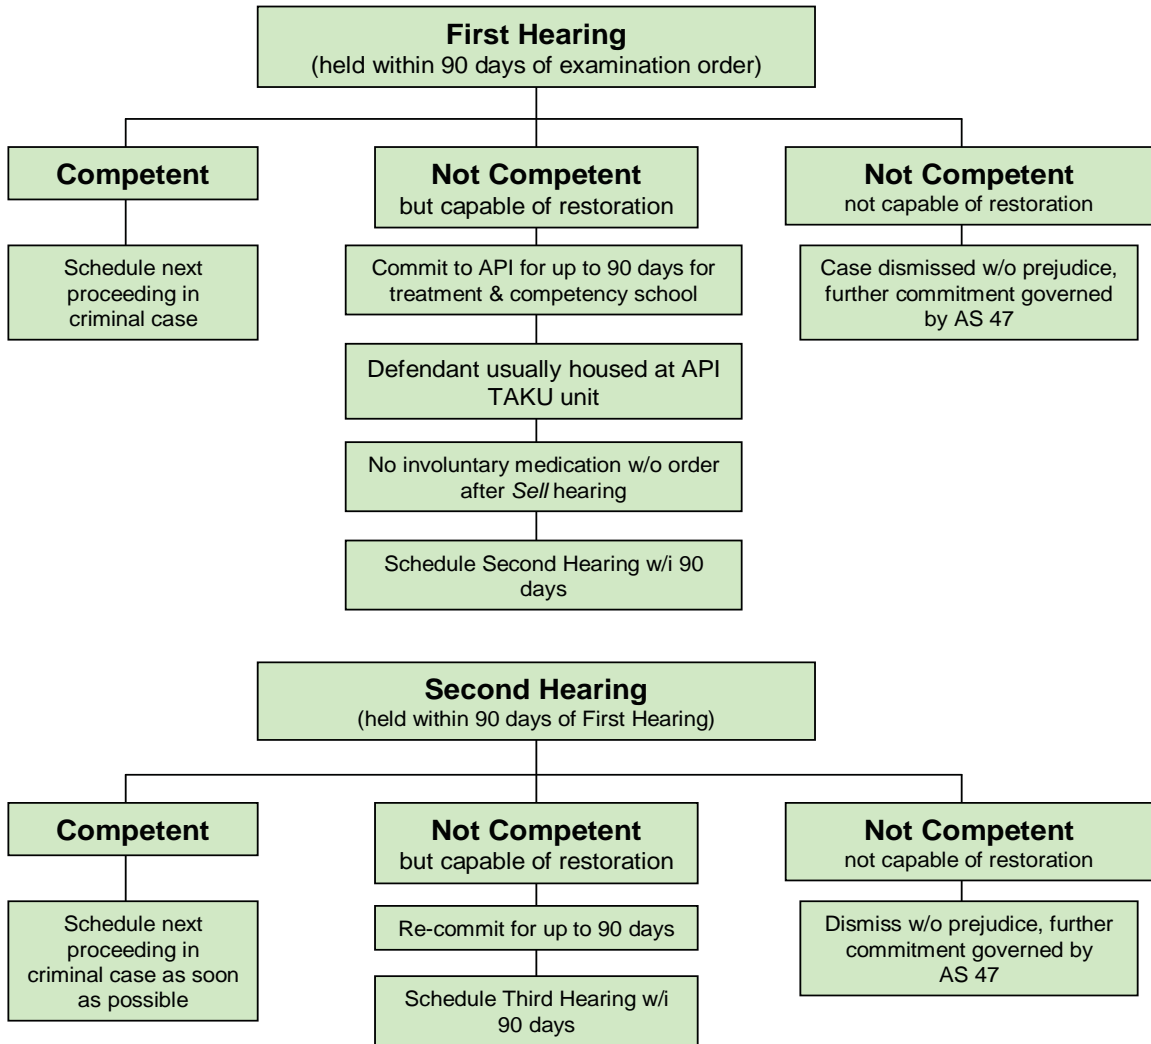 First Hearing
(held within 90 days of examination order)
Competent
Not Competent
but capable of restoration
Not Competent
not capable of restoration
Schedule next
proceeding in
criminal case
Commit to API for up to 90 days for
treatment & competency school
Case dismissed w/o prejudice,
further commitment governed
by AS 47
Defendant usually housed at API
TAKU unit
No involuntary medication w/o order
after Sell hearing
Schedule Second Hearing w/i 90
days
Second Hearing
(held within 90 days of First Hearing)
Competent
Not Competent
but capable of restoration
Not Competent
not capable of restoration
Schedule next
proceeding in
criminal case as soon
as possible
Re-commit for up to 90 days
Schedule Third Hearing w/i
90 days
Dismiss w/o prejudice, further
commitment governed by
AS 47